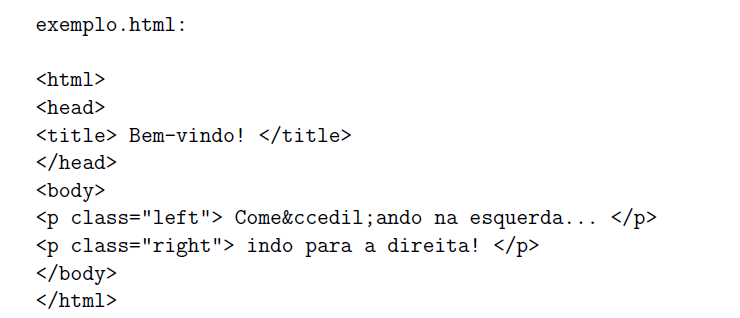 exemplo.html:
<html>
<head>
<title> Bem-vindo! </title>
</head>
<body>
<p class="left"> Come&ccedil;ando na esquerda... </p>
<p class="right"> indo para a direita! </p>
</body>
</html>